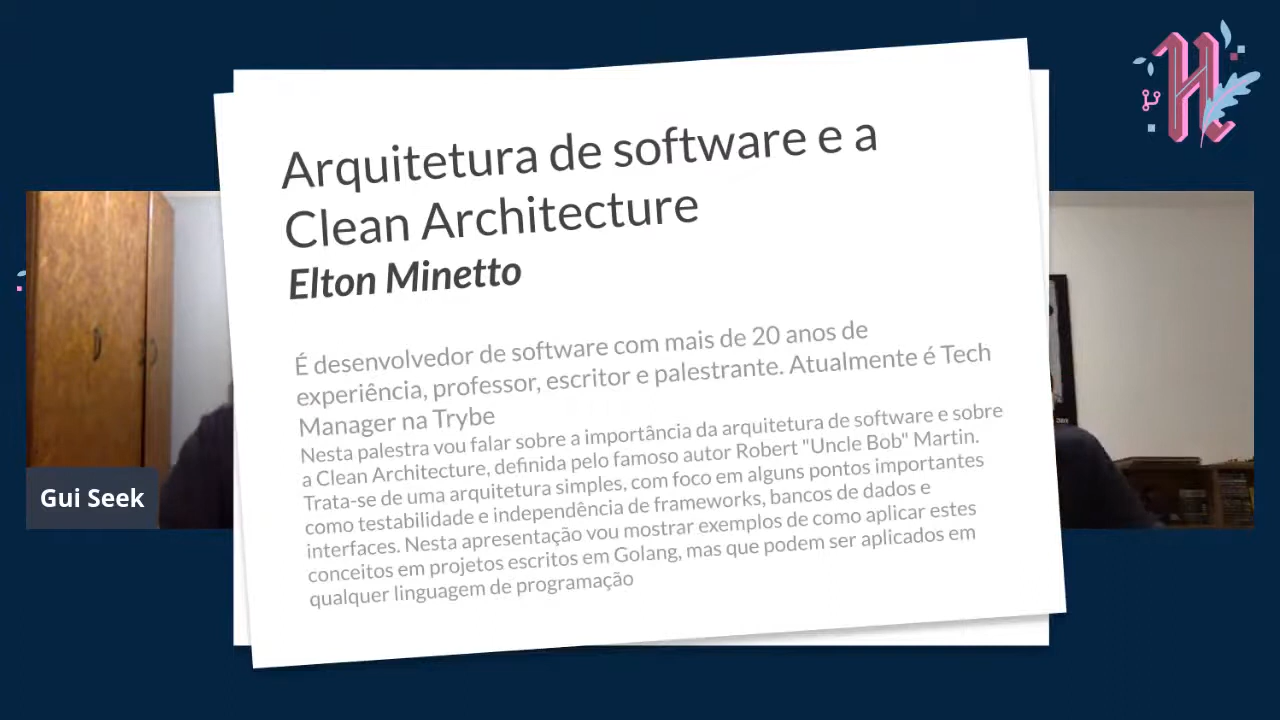 Arquitetura de software e a
Clean Architecture
Elton Minetto
É desenvolvedor de software com mais de 20 anos de
experiência, professor, escritor e palestrante. Atualmente é Tech
Manager na Trybe
Nesta palestra vou falar sobre a importância da arquitetura de software e sobre
a Clean Architecture, definida pelo famoso autor Robert "Uncle Bob" Martin.
Trata-se de uma arquitetura simples, com foco em alguns pontos importantes
como testabilidade e independência de frameworks, bancos de dados e
interfaces. Nesta apresentação vou mostrar exemplos de como aplicar estes
conceitos em projetos escritos em Golang, mas que podem ser aplicados em
qualquer linguagem de programação
Gui Seek
H